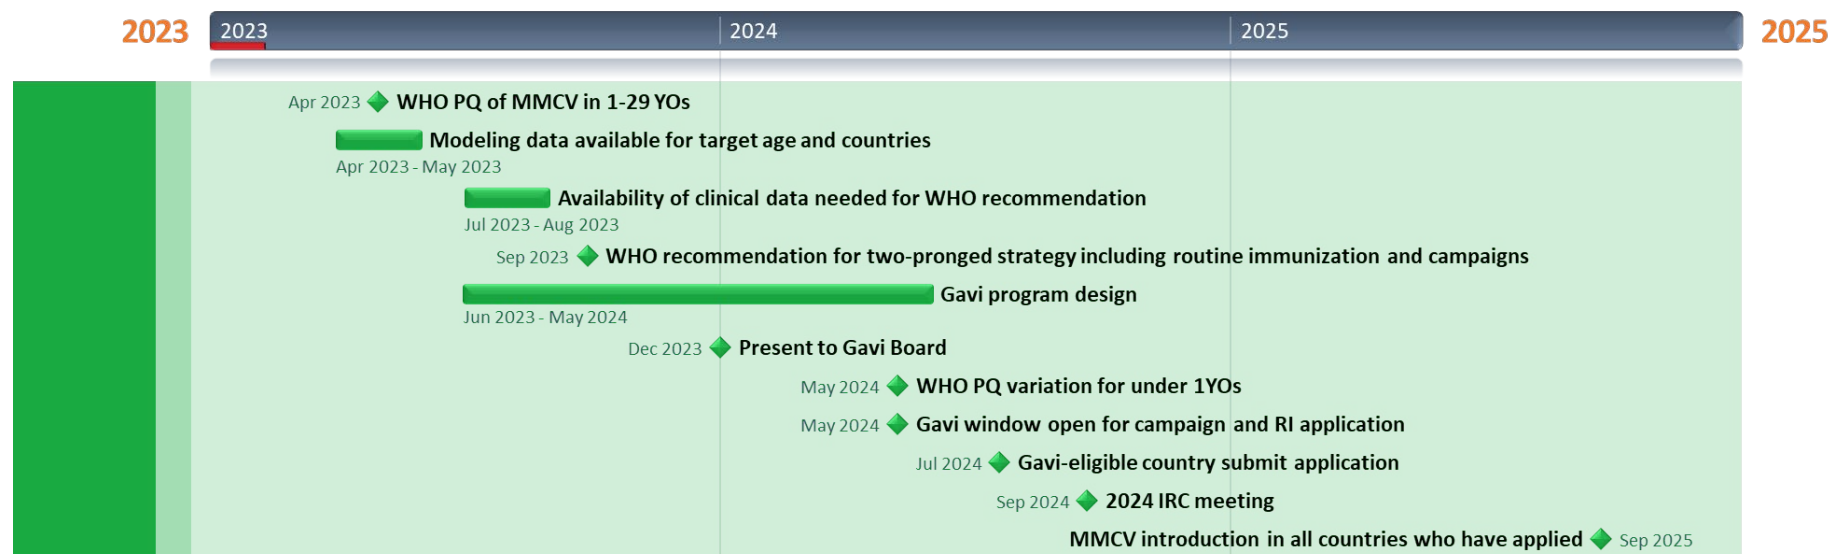 2023 2023 2024 2025 2025
Apr 2023 WHO PQ of MMCV in 1-29 YOs
Modeling data available for target age and countries
Apr 2023 - May 2023
Availability of clinical data needed for WHO recommendation
Jul 2023 - Aug 2023
Sep 2023 WHO recommendation for two-pronged strategy including routine immunization and campaigns
Gavi program design
Jun 2023 - May 2024
Dec 2023 Present to Gavi Board
May 2024 WHO PQ variation for under 1YOs
May 2024 Gavi window open for campaign and RI application
Jul 2024 Gavi-eligible country submit application
Sep 2024 2024 IRC meeting
MMCV introduction in all countries who have applied Sep 2025